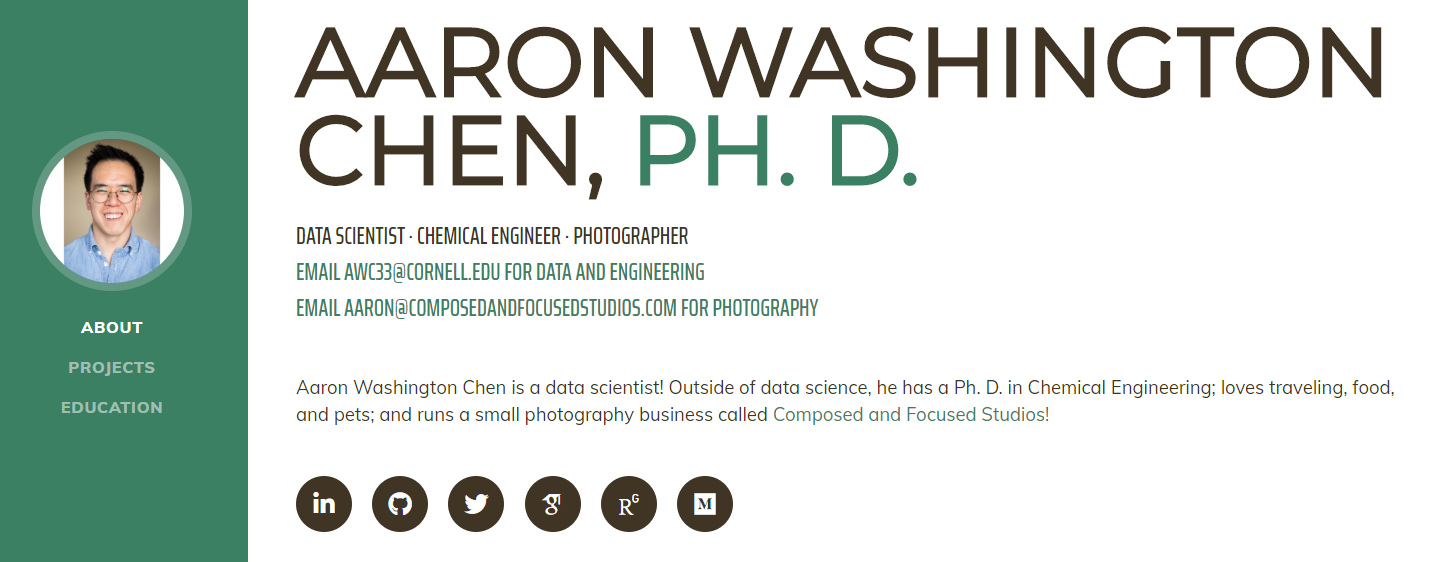 AARON WASHINGTON
CHEN, PH. D.
DATA SCIENTIST · CHEMICAL ENGINEER · PHOTOGRAPHER
EMAIL AWC33@CORNELL.EDU FOR DATA AND ENGINEERING
EMAIL AARON@COMPOSEDANDFOCUSEDSTUDIOS.COM FOR PHOTOGRAPHY
ABOUT
PROJECTS
EDUCATION
Aaron Washington Chen is a data scientist! Outside of data science, he has a Ph. D. in Chemical Engineering; loves traveling, food,
and pets; and runs a small photography business called Composed and Focused Studios!
in
g
RG
M